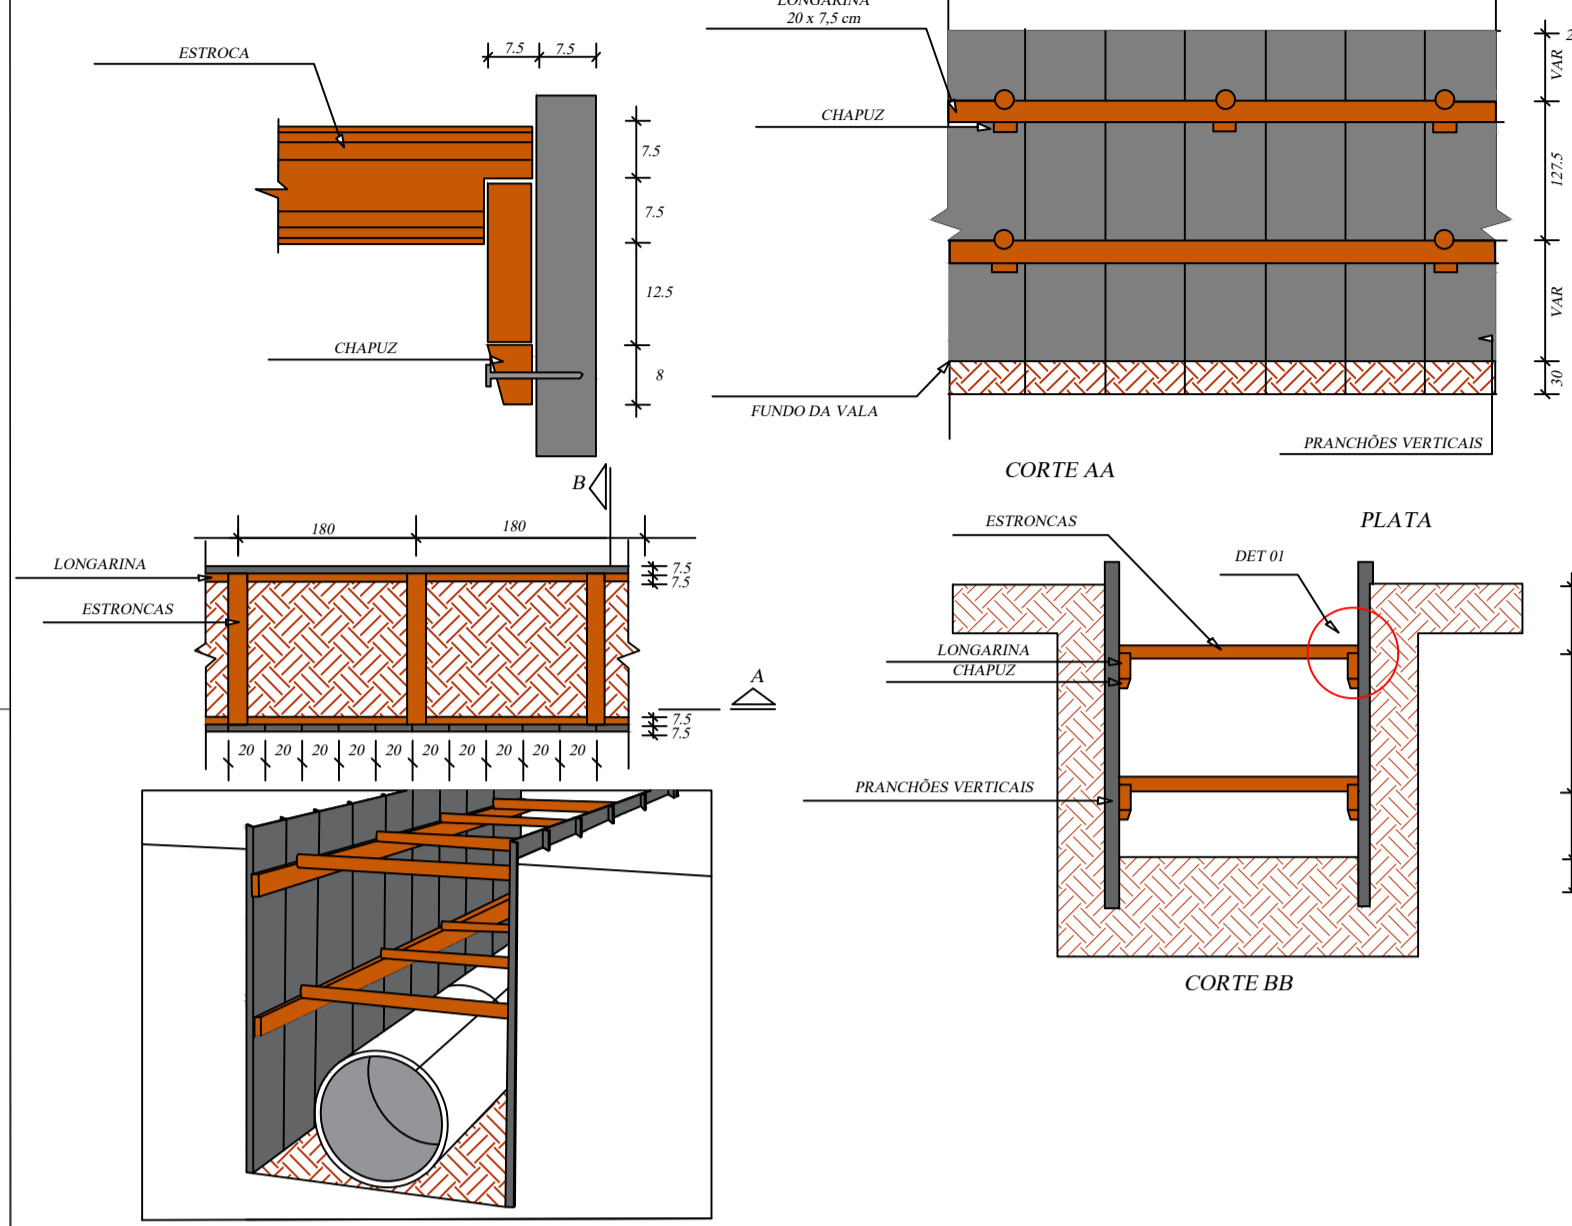 ESTROCA
7.5
7.5
7.5
7.5
12.5
8
CHAPUZ
LONGARINA
20 x 7,5 cm
CHAPUZ
FUNDO DA VALA
PRANCHÕES VERTICAIS
VAR
127.5
VAR
30
CORTE AA
B
180
180
LONGARINA
ESTRONCAS
7.5
7.5
A
7.5
7.5
20 20 20 20 20 20 20 20 20 20
ESTRONCAS
PLATA
DET 01
LONGARINA
CHAPUZ
PRANCHÕES VERTICAIS
CORTE BB